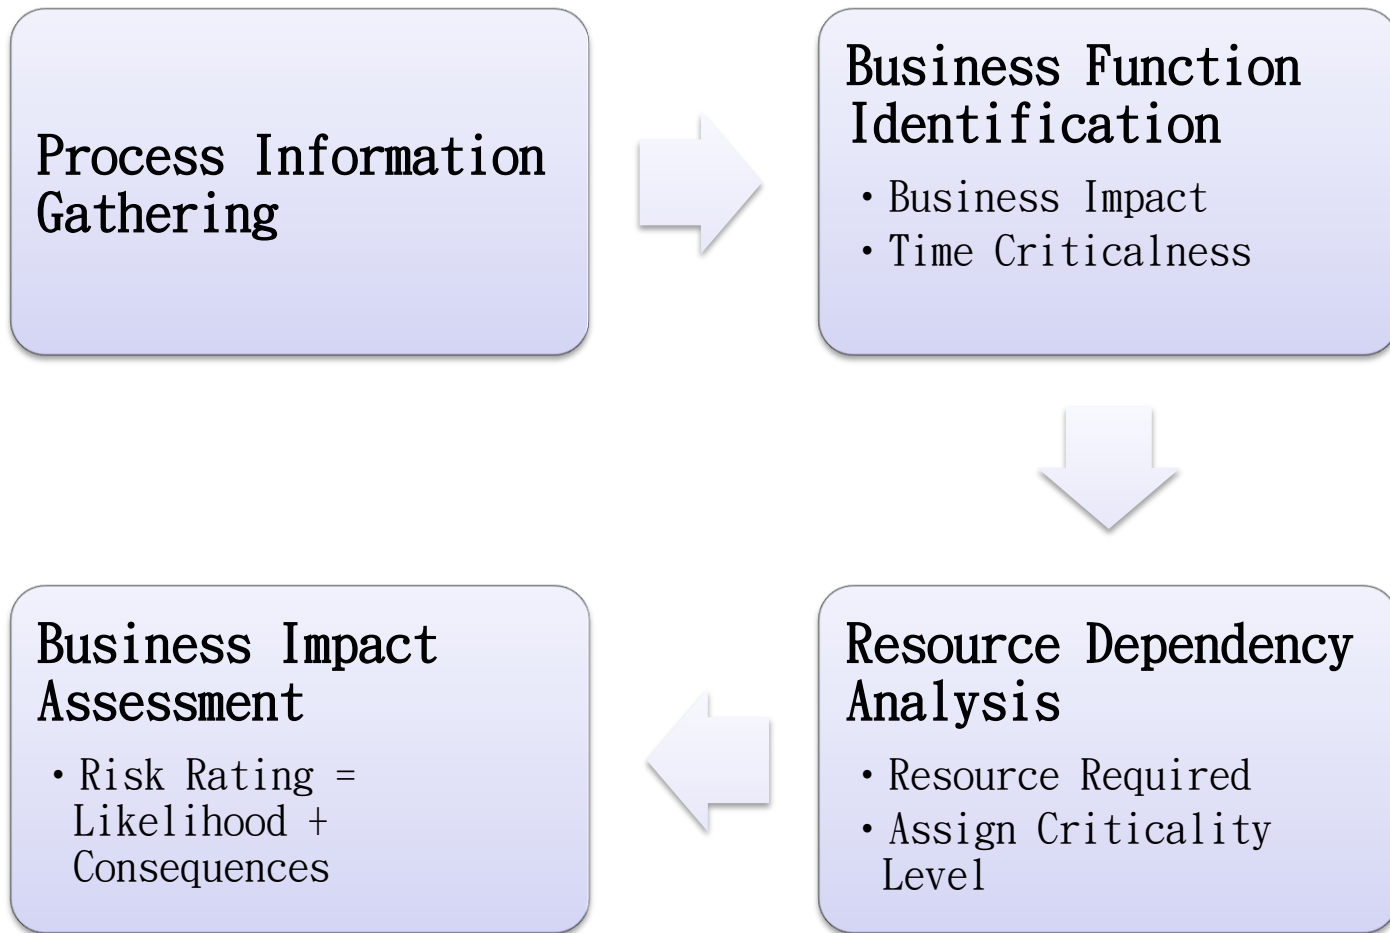 Process Information
Gathering
Business Function
Identification
・Business Impact
・Time Criticalness
Resource Dependency
Analysis
・Resource Required
・Assign Criticality
Level
Business Impact
Assessment
・Risk Rating =
Likelihood +
Consequences